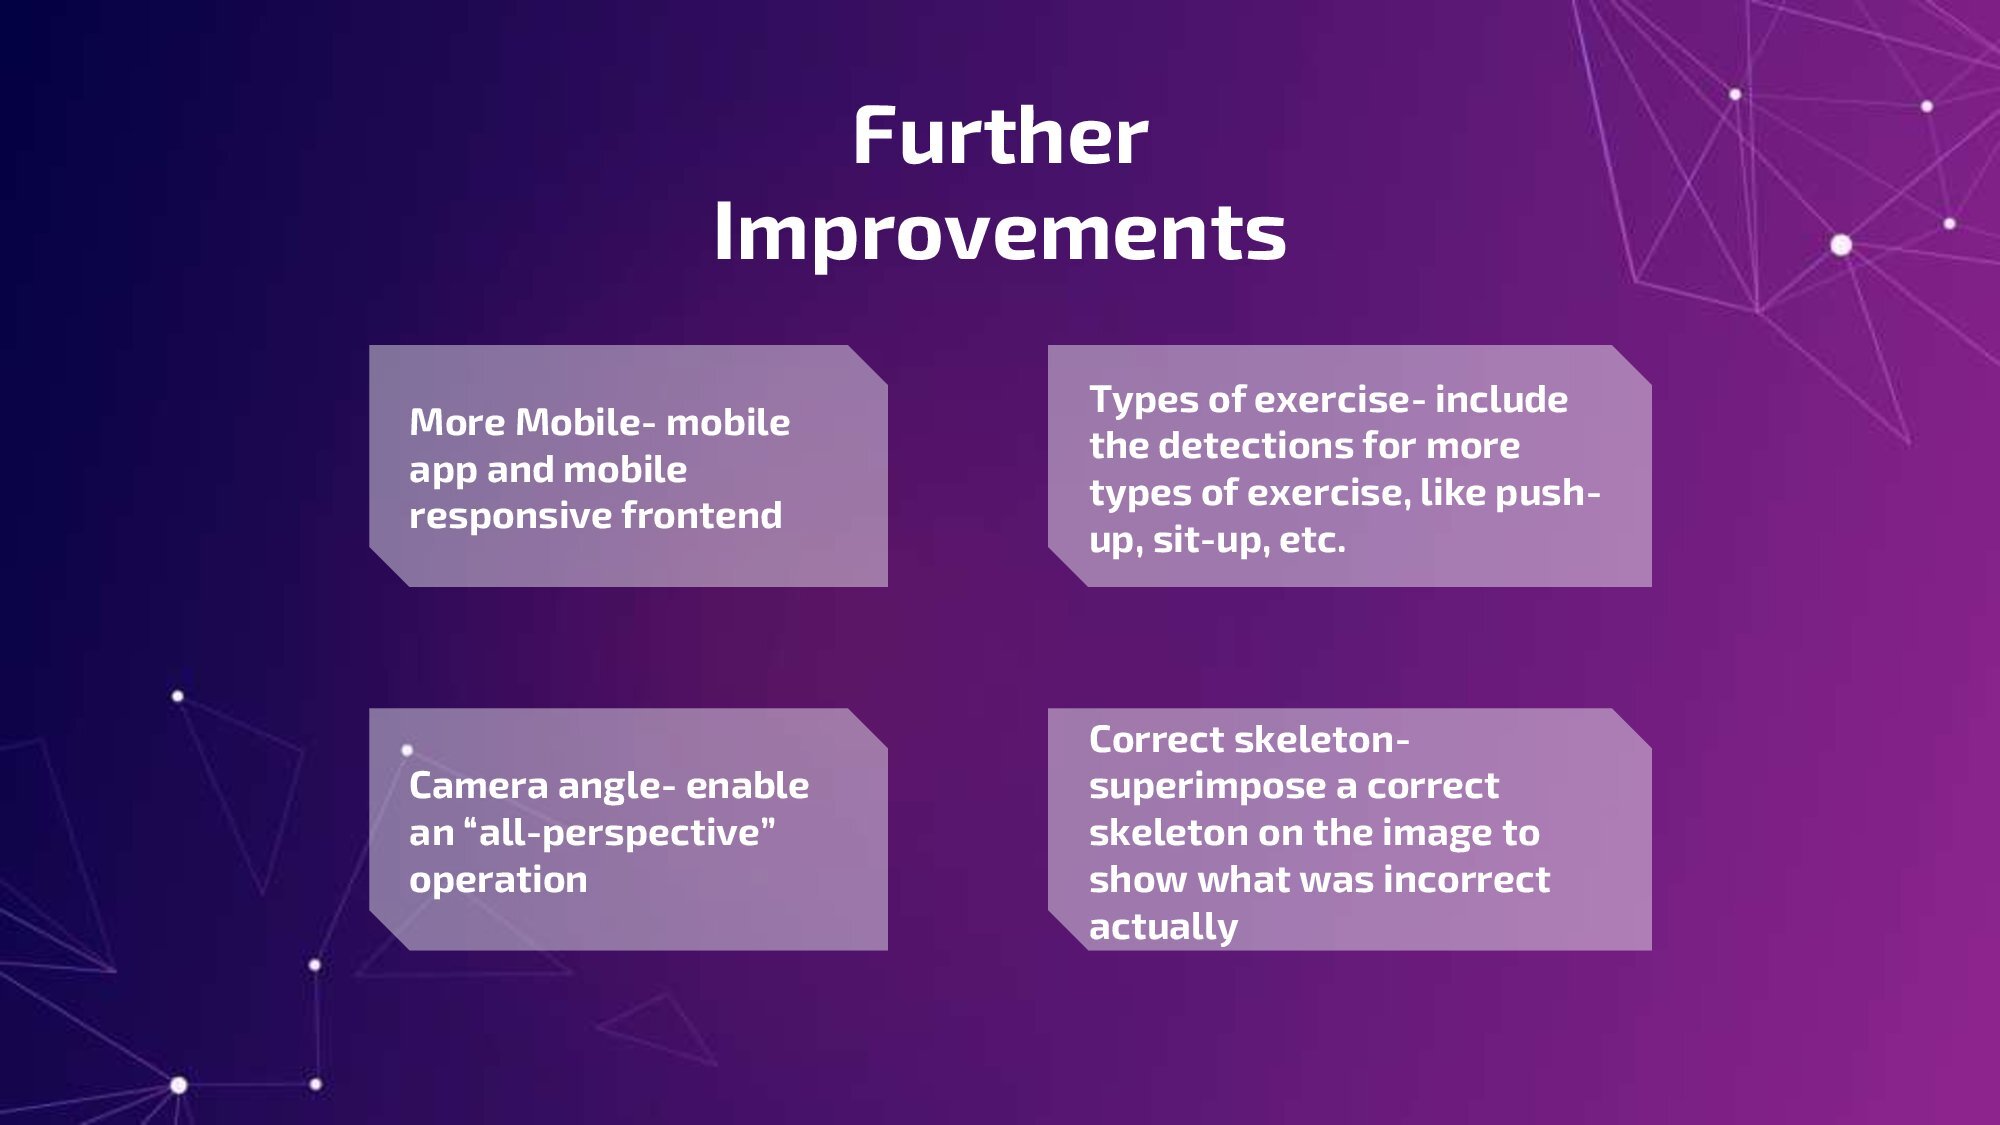 Further
Improvements
More Mobile- mobile
app and mobile
responsive frontend
Types of exercise- include
the detections for more
types of exercise, like push-
up, sit-up, etc.
Camera angle- enable
an “all-perspective”
operation
Correct skeleton-
superimpose a correct
skeleton on the image to
show what was incorrect
actually